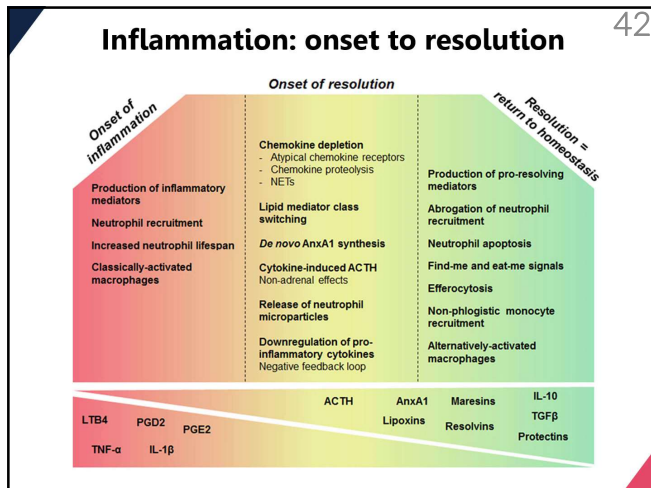 42
Inflammation: onset to resolution
Onset of
inflammation
Onset of resolution
Resolution =
return to homeostasis
Production of inflammatory
mediators
Neutrophil recruitment
Increased neutrophil lifespan
Classically-activated
macrophages
Chemokine depletion
- Atypical chemokine receptors
- Chemokine proteolysis
- NETs
Lipid mediator class
switching
De novo AnxA1 synthesis
Cytokine-induced ACTH
Non-adrenal effects
Release of neutrophil
microparticles
Downregulation of pro-
inflammatory cytokines
Negative feedback loop
Production of pro-resolving
mediators
Abrogation of neutrophil
recruitment
Neutrophil apoptosis
Find-me and eat-me signals
Efferocytosis
Non-phlogistic monocyte
recruitment
Alternatively-activated
macrophages
LTB4
PGD2
PGE2
TNF-α
IL-1β
ACTH
AnxA1
Lipoxins
Maresins
Resolvins
IL-10
TGFβ
Protectins